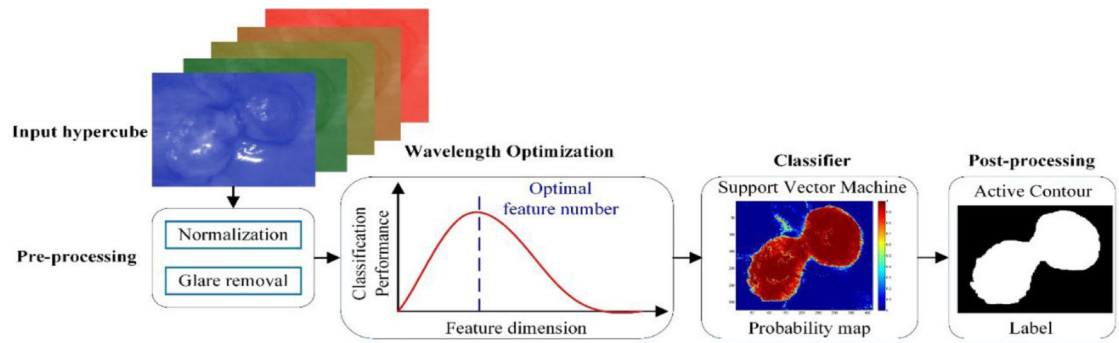 Input hypercube
Pre-processing
Normalization
Glare removal
Wavelength Optimization
Optimal
feature number
Classification
Performance
Feature dimension
Classifier
Support Vector Machine
Probability map
Post-processing
Active Contour
Label